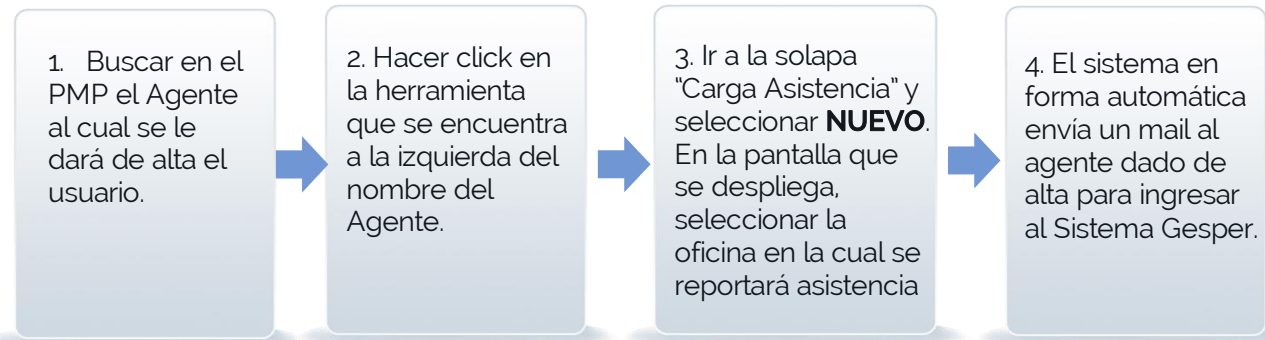 1. Buscar en el
PMP el Agente
al cual se le
dará de alta el
usuario.
2. Hacer click en
la herramienta
que se encuentra
a la izquierda del
nombre del
Agente.
3. Ir a la solapa
“Carga Asistencia” y
seleccionar NUEVO.
En la pantalla que
se despliega,
seleccionar la
oficina en la cual se
reportará asistencia
4. El sistema en
forma automática
envía un mail al
agente dado de
alta para ingresar
al Sistema Gesper.